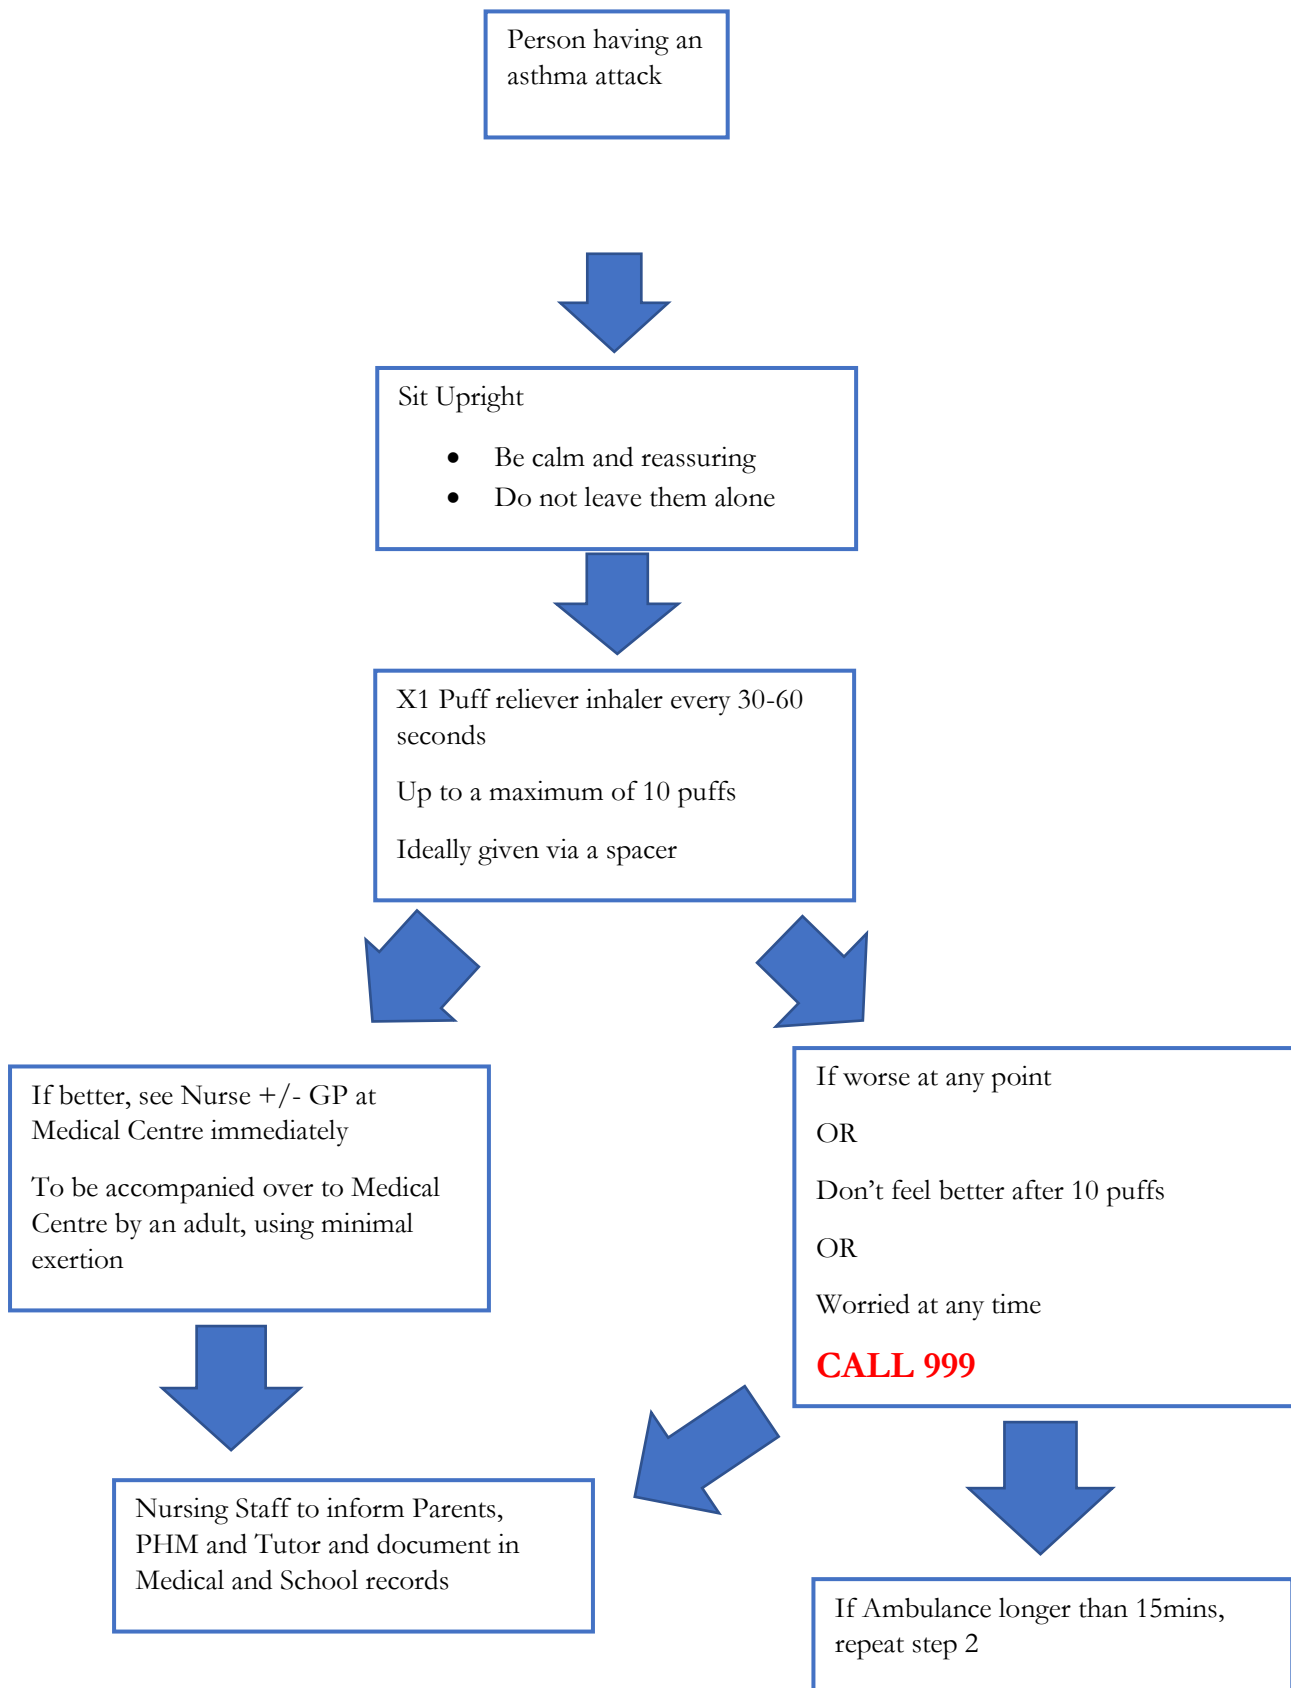 Person having an
asthma attack
Sit Upright
• Be calm and reassuring
• Do not leave them alone
X1 Puff reliever inhaler every 30-60
seconds
Up to a maximum of 10 puffs
Ideally given via a spacer
If better, see Nurse +/- GP at
Medical Centre immediately
To be accompanied over to Medical
Centre by an adult, using minimal
exertion
If worse at any point
OR
Don’t feel better after 10 puffs
OR
Worried at any time
CALL 999
Nursing Staff to inform Parents,
PHM and Tutor and document in
Medical and School records
If Ambulance longer than 15mins,
repeat step 2